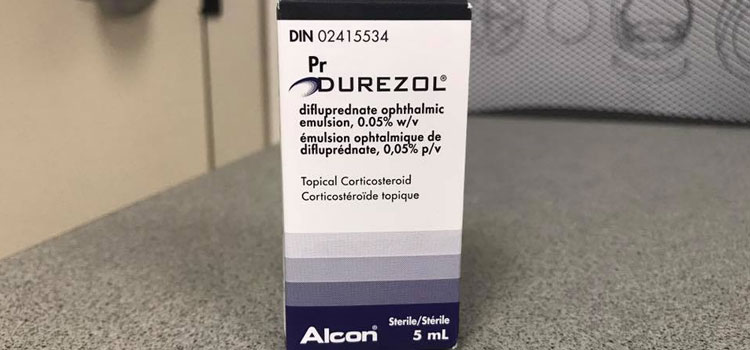 DIN 02415534
Pr
DUREZOL®
difluprednate ophthalmic
emulsion, 0.05% w/v
émulsion ophtalmique de
difluprédnate, 0,05% p/v
Topical Corticosteroid
Corticostéroïde topique
Alcon®
Sterile/Stérile
5 mL